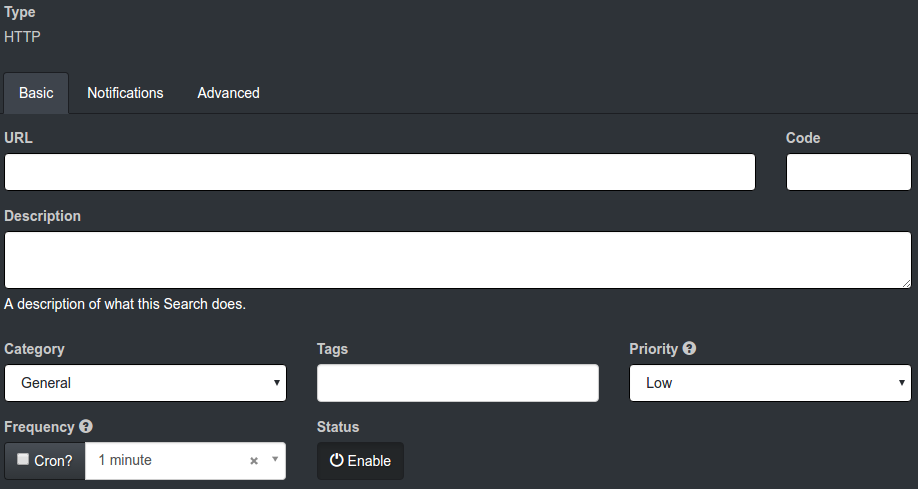 Type
HTTP
Basic Notifications Advanced
URL Code
Description
A description of what this Search does.
Category Tags Priority ?
General Low
Frequency ? Status
Cron? 1 minute × Enable